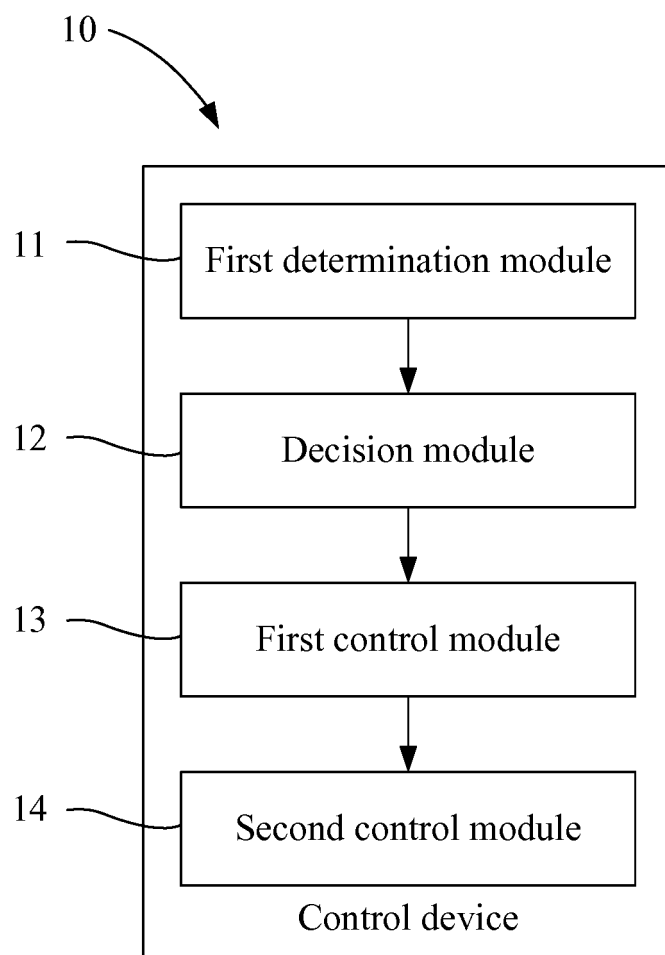 10
11
First determination module
12
Decision module
13
First control module
14
Second control module
Control device